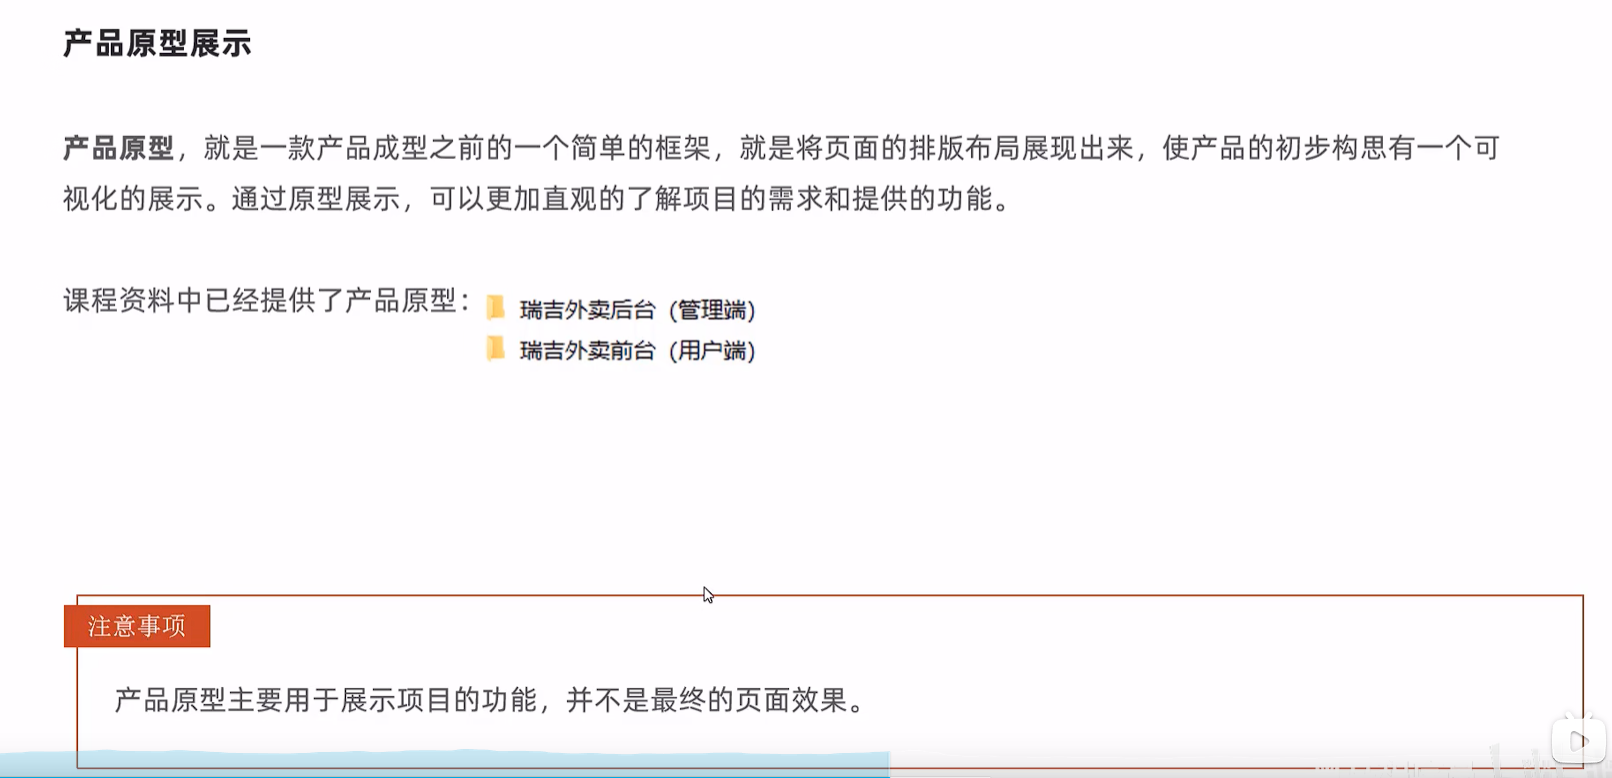 产品原型展示
产品原型，就是一款产品成型之前的一个简单的框架，就是将页面的排版布局展现出来，使产品的初步构思有一个可
视化的展示。通过原型展示，可以更加直观的了解项目的需求和提供的功能。
课程资料中已经提供了产品原型：
瑞吉外卖后台（管理端）
瑞吉外卖前台（用户端）
注意事项
产品原型主要用于展示项目的功能，并不是最终的页面效果。